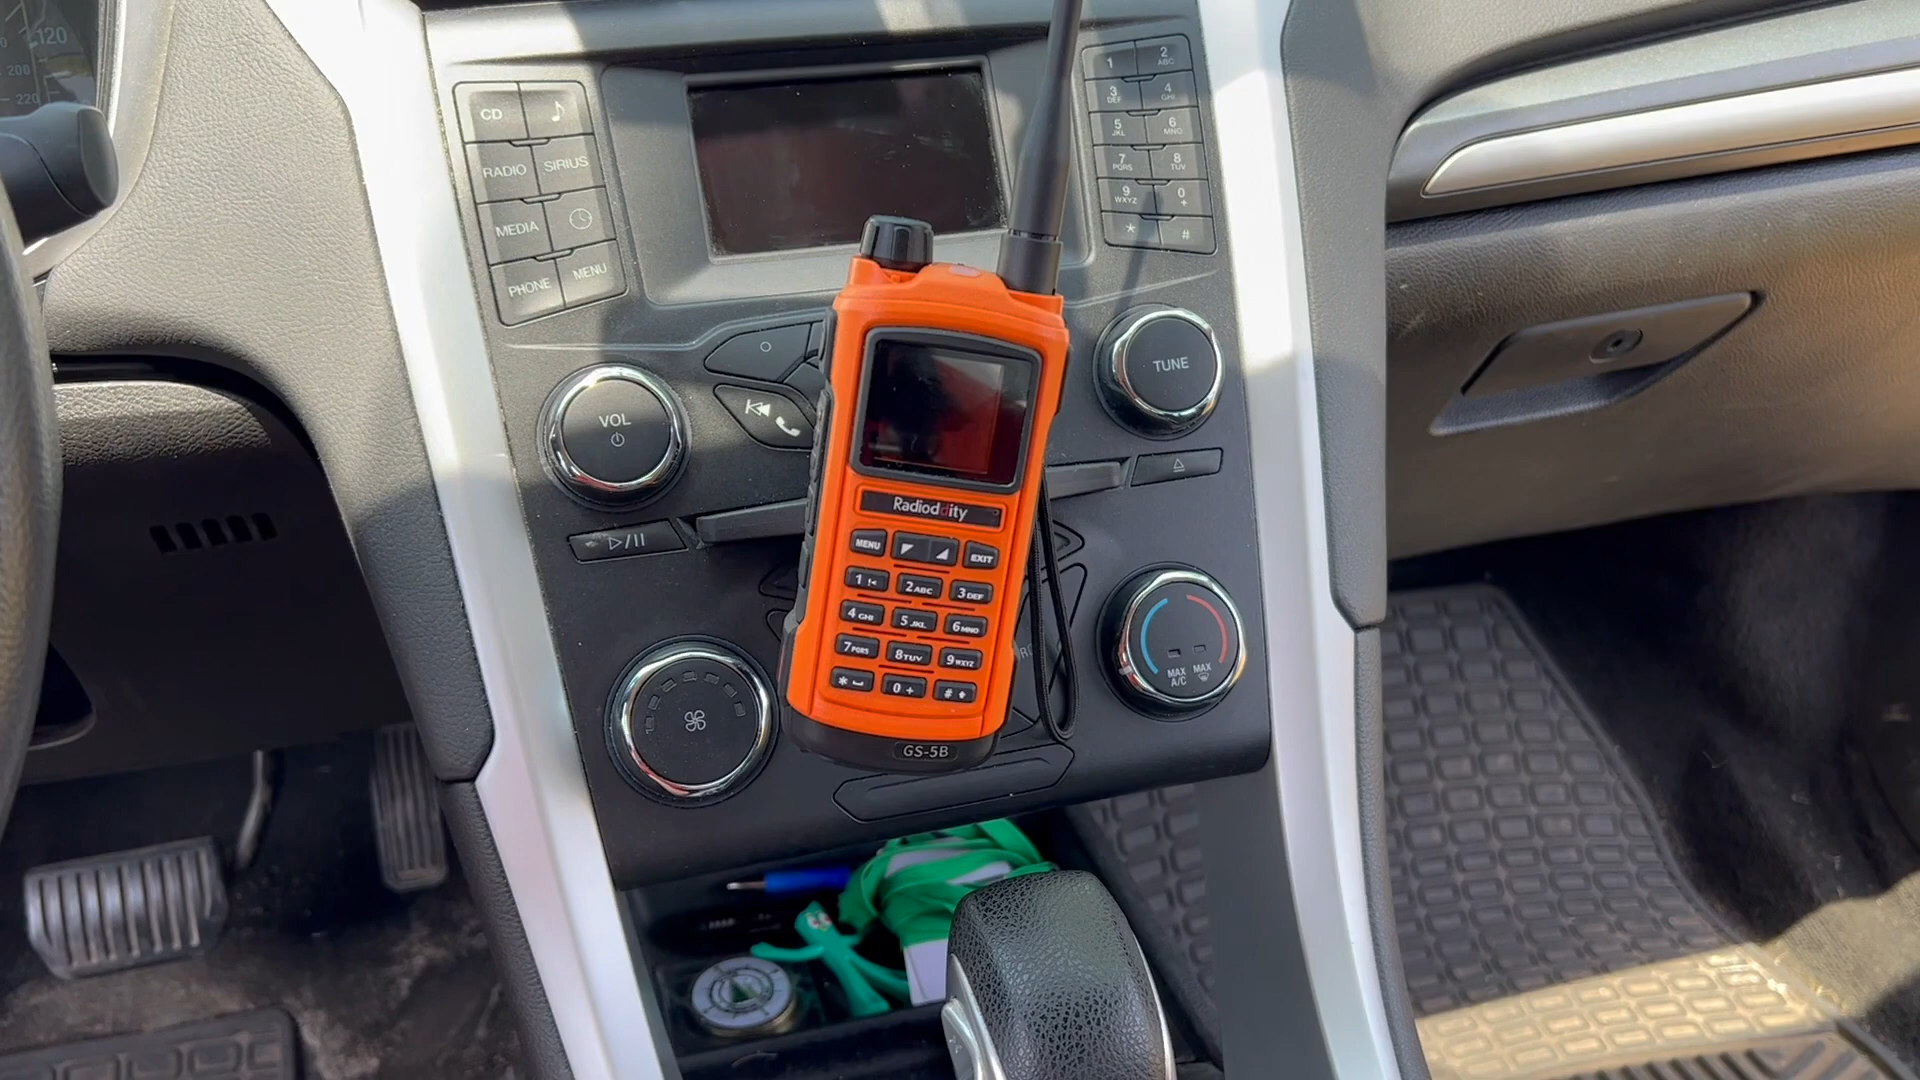 120
200
220
CD
RADIO SIRIUS
MEDIA
PHONE MENU
1 2 ABC
3 DEF 4 GHI
5 JKL 6 MNO
7 PQRS 8 TUV
9 WXYZ 0 +
* #
VOL
TUNE
MAX A/C MAX
Radioddity
MENU EXIT
1 2 ABC 3 DEF
4 GHI 5 JKL 6 MNO
7 PQRS 8 TUV 9 WXYZ
* 0 + #
GS-5B